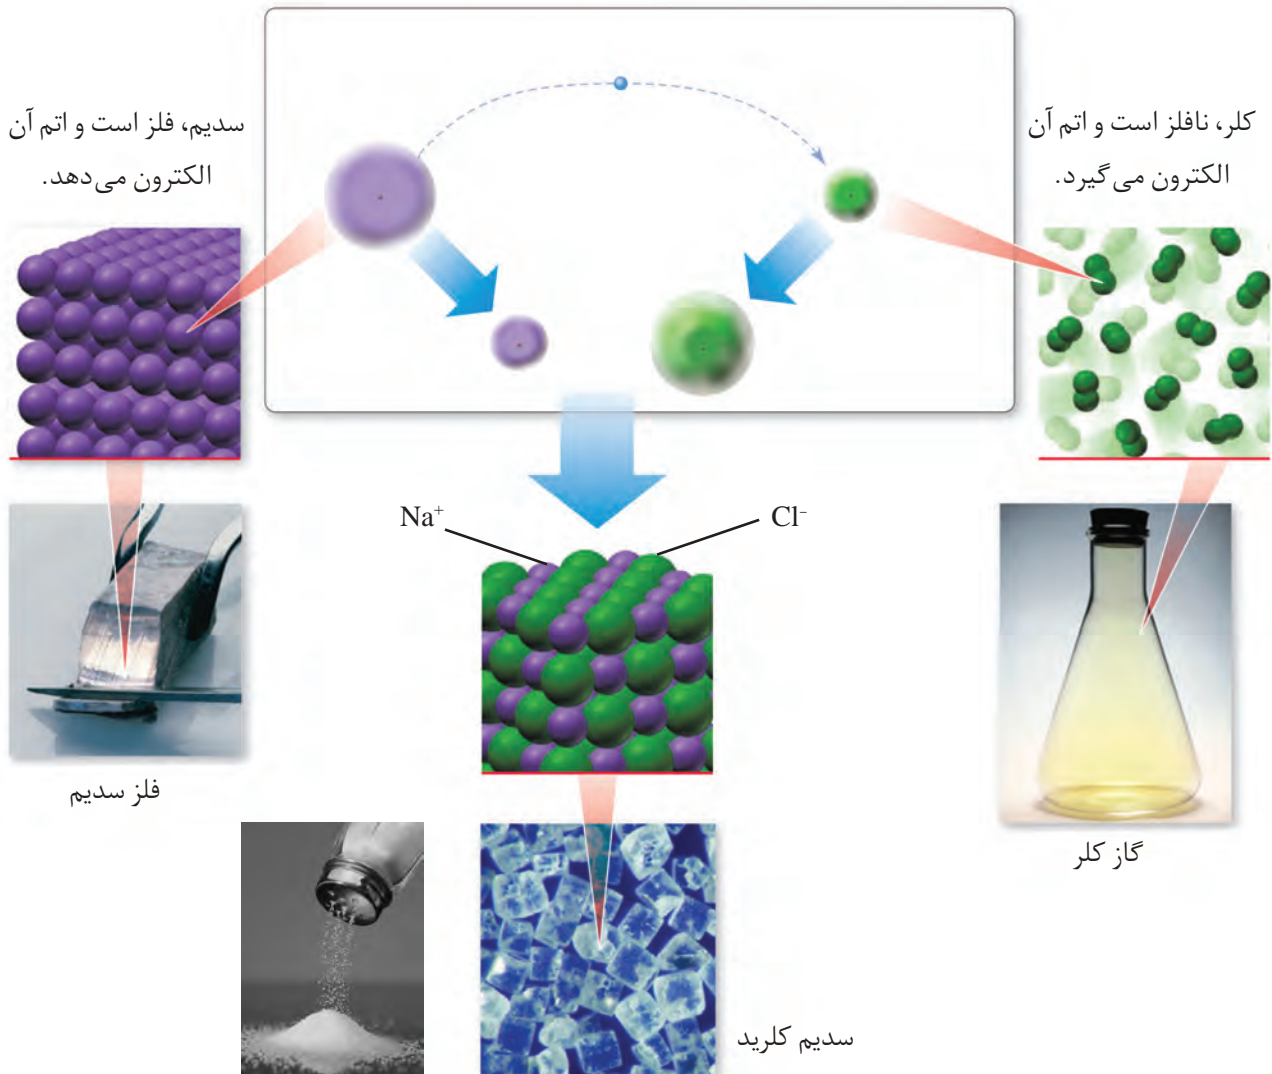 کلر، نافلز است و اتم آن
الکترون می‌گیرد.
سدیم، فلز است و اتم آن
الکترون می‌دهد.
Na⁺
Cl⁻
فلز سدیم
گاز کلر
سدیم کلرید